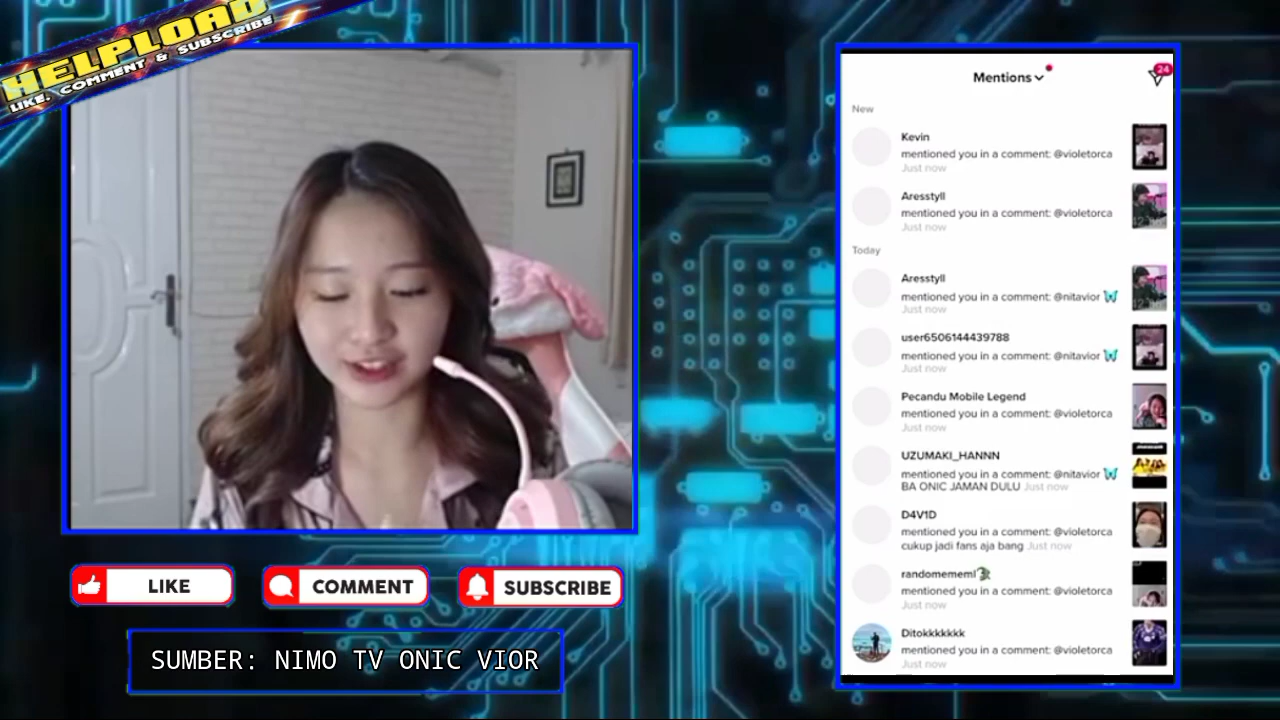 HELPLOAD
LIKE. COMMENT & SUBSCRIBE
LIKE
COMMENT
SUBSCRIBE
SUMBER: NIMO TV ONIC VIOR
Mentions
24
New
Kevin
mentioned you in a comment: @violetorca
Just now
Aresstyll
mentioned you in a comment: @violetorca
Just now
Today
Aresstyll
mentioned you in a comment: @nitavior
Just now
user6506144439788
mentioned you in a comment: @nitavior
Just now
Pecandu Mobile Legend
mentioned you in a comment: @violetorca
Just now
UZUMAKI_HANNN
mentioned you in a comment: @nitavior
BA ONIC JAMAN DULU Just now
D4V1D
mentioned you in a comment: @violetorca
cukup jadi fans aja bang Just now
randomememl
mentioned you in a comment: @violetorca
Just now
Ditokkkkkkk
mentioned you in a comment: @violetorca
Just now